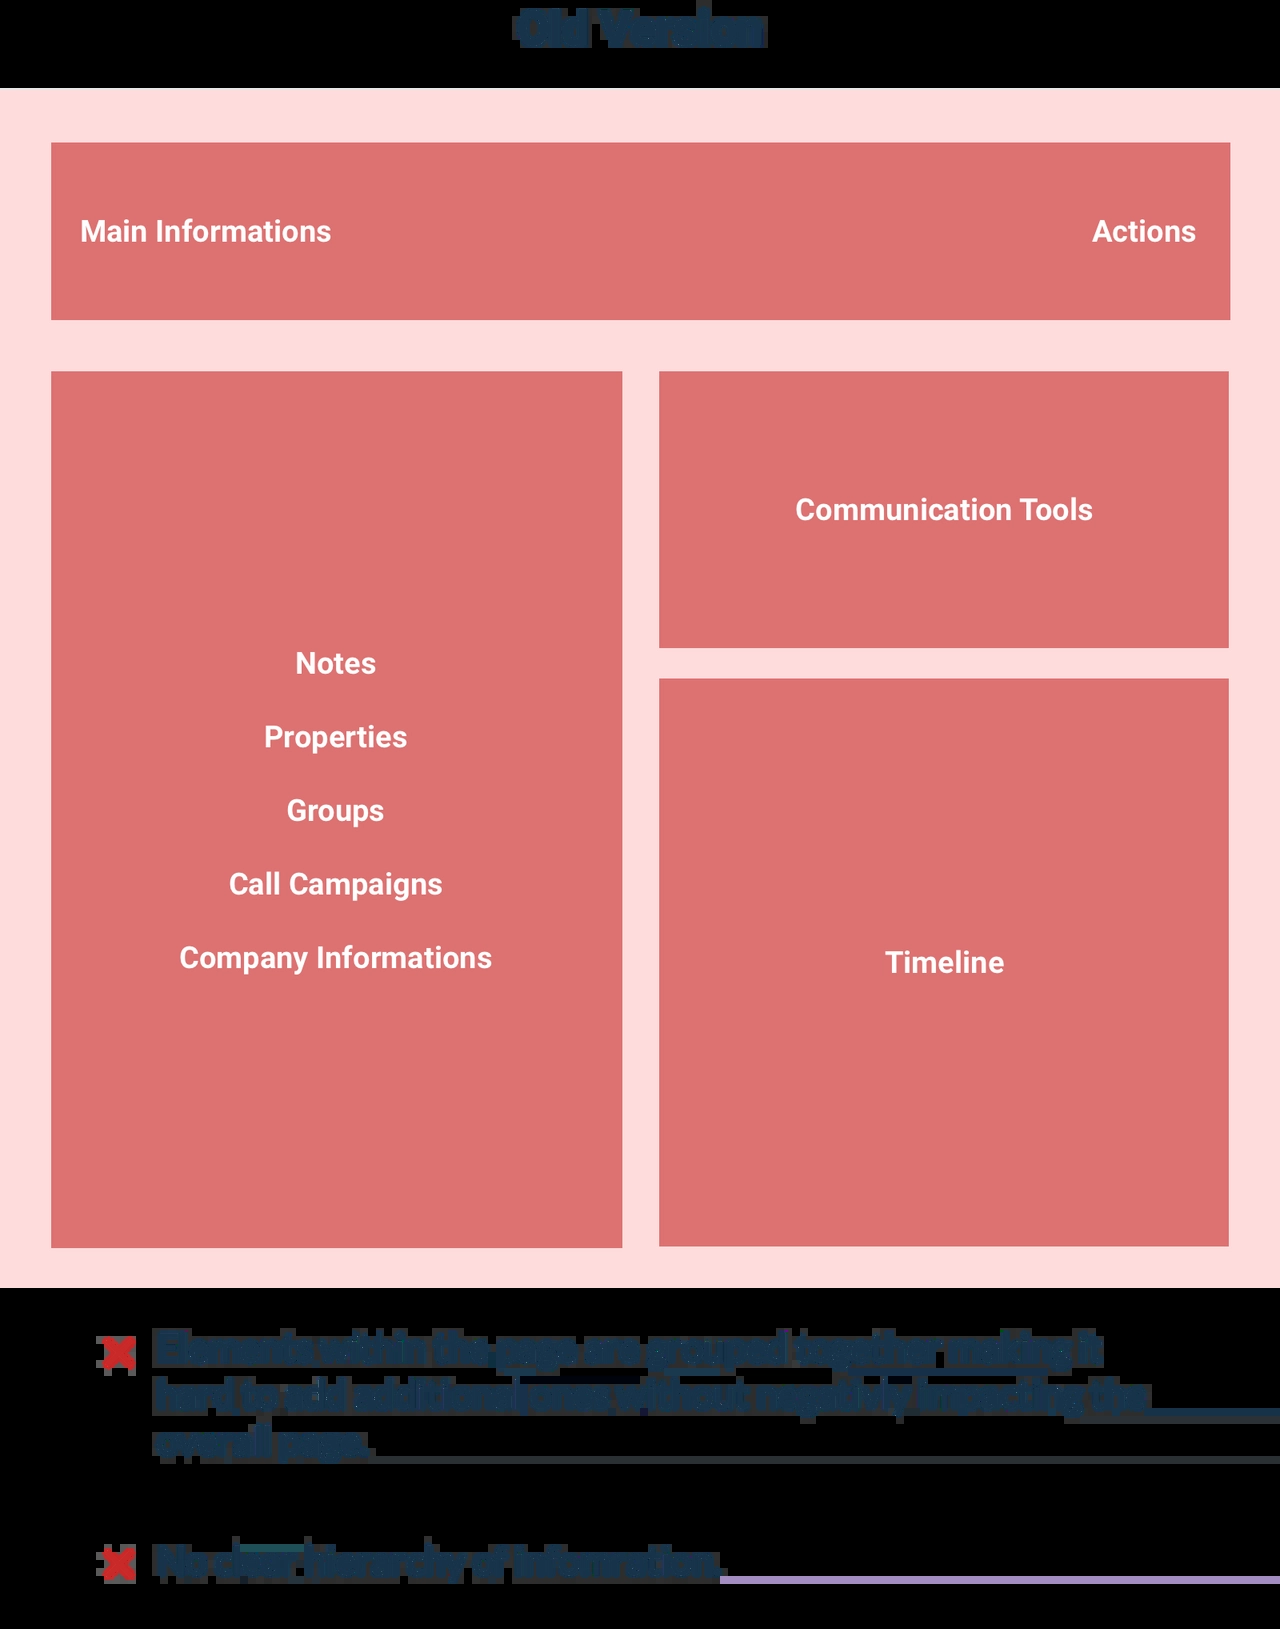 Old Version
Main Informations
Actions
Communication Tools
Notes
Properties
Groups
Call Campaigns
Company Informations
Timeline
Elements within the page are grouped together making it
hard to add additional ones without negativly impacting the
overall page.
No clear hierarchy of information.